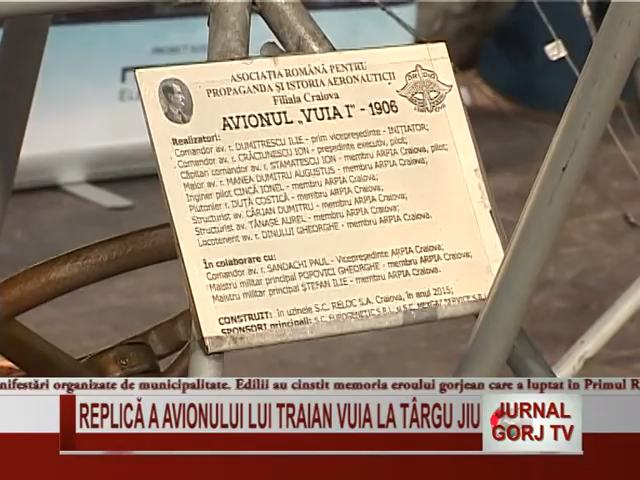 ASOCIAȚIA ROMÂNĂ PENTRU
PROPAGANDA ȘI ISTORIA AERONAUTICII
Filiala Craiova
AVIONUL „VUIA I" - 1906
Realizatori:
Comandor av. r. DUMITRESCU ILIE - prim vicepreședinte - INIȚIATOR;
Comandor av. r. CRĂCIUNESCU ION - președinte executiv, pilot;
Căpitan comandor av. r. STAMATESCU ION - membru ARPIA Craiova, pilot;
Maior av. r. MANEA DUMITRU AUGUSTUS - membru ARPIA Craiova;
Inginer pilot CINCĂ IONEL - membru ARPIA Craiova;
Plutonier r. DUȚĂ COSTICĂ - membru ARPIA Craiova;
Structurist av. CÂRJAN DUMITRU - membru ARPIA Craiova;
Structurist av. TĂNASE AUREL - membru ARPIA Craiova;
Locotenent av. r. DINULUI GHEORGHE - membru ARPIA Craiova.
În colaborare cu:
Comandor av. r. SANDACHI PAUL - Vicepreședinte ARPIA Craiova;
Maistru militar principal POPOVICI GHEORGHE - membru ARPIA Craiova;
Maistru militar principal ȘTEFAN ILIE - membru ARPIA Craiova.
CONSTRUIT: în uzinele S.C. RELOC S.A. Craiova, în anul 2015;
SPONSORI principali: S.C. S.R.L. S.C. SERVICE S.R.L.
nifestări organizate de municipalitate. Edilii au cinstit memoria eroului gorjean care a luptat în Primul R
REPLICĂ A AVIONULUI LUI TRAIAN VUIA LA TÂRGU JIU
JURNAL
GORJ TV